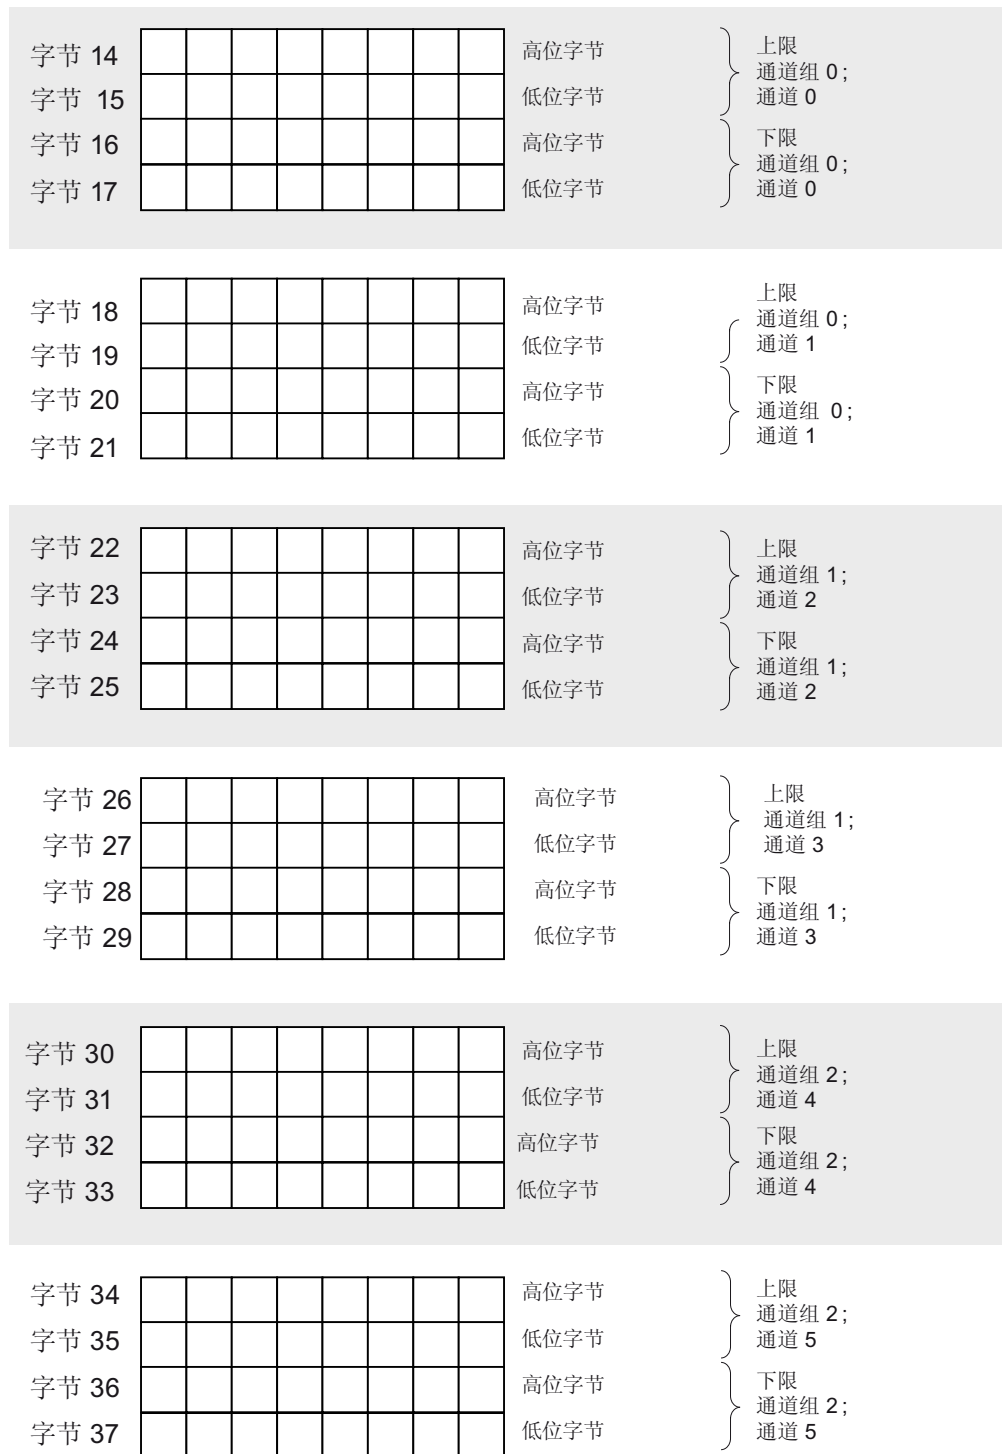 字节 14 高位字节 上限
通道组 0;
字节 15 低位字节 通道 0
字节 16 高位字节 下限
通道组 0;
字节 17 低位字节 通道 0
字节 18 高位字节 上限
通道组 0;
字节 19 低位字节 通道 1
字节 20 高位字节 下限
通道组 0;
字节 21 低位字节 通道 1
字节 22 高位字节 上限
通道组 1;
字节 23 低位字节 通道 2
字节 24 高位字节 下限
通道组 1;
字节 25 低位字节 通道 2
字节 26 高位字节 上限
通道组 1;
字节 27 低位字节 通道 3
字节 28 高位字节 下限
通道组 1;
字节 29 低位字节 通道 3
字节 30 高位字节 上限
通道组 2;
字节 31 低位字节 通道 4
字节 32 高位字节 下限
通道组 2;
字节 33 低位字节 通道 4
字节 34 高位字节 上限
通道组 2;
字节 35 低位字节 通道 5
字节 36 高位字节 下限
通道组 2;
字节 37 低位字节 通道 5